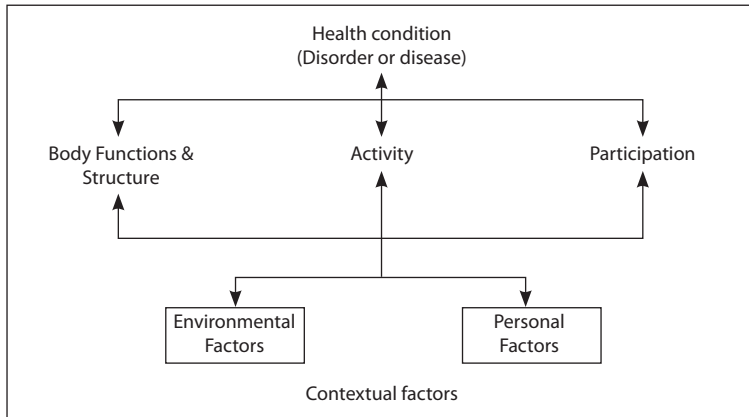 Health condition
(Disorder or disease)
Body Functions &
Structure
Activity
Participation
Environmental
Factors
Personal
Factors
Contextual factors